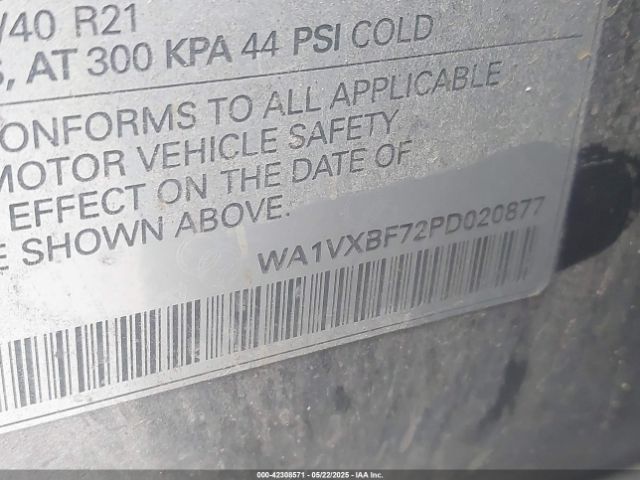 /40 R21
, AT 300 KPA 44 PSI COLD
ONFORMS TO ALL APPLICABLE
MOTOR VEHICLE SAFETY
EFFECT ON THE DATE OF
E SHOWN ABOVE.
WA1VXBF72PD020877
000-42308571 - 05/22/2025 - IAA Inc.